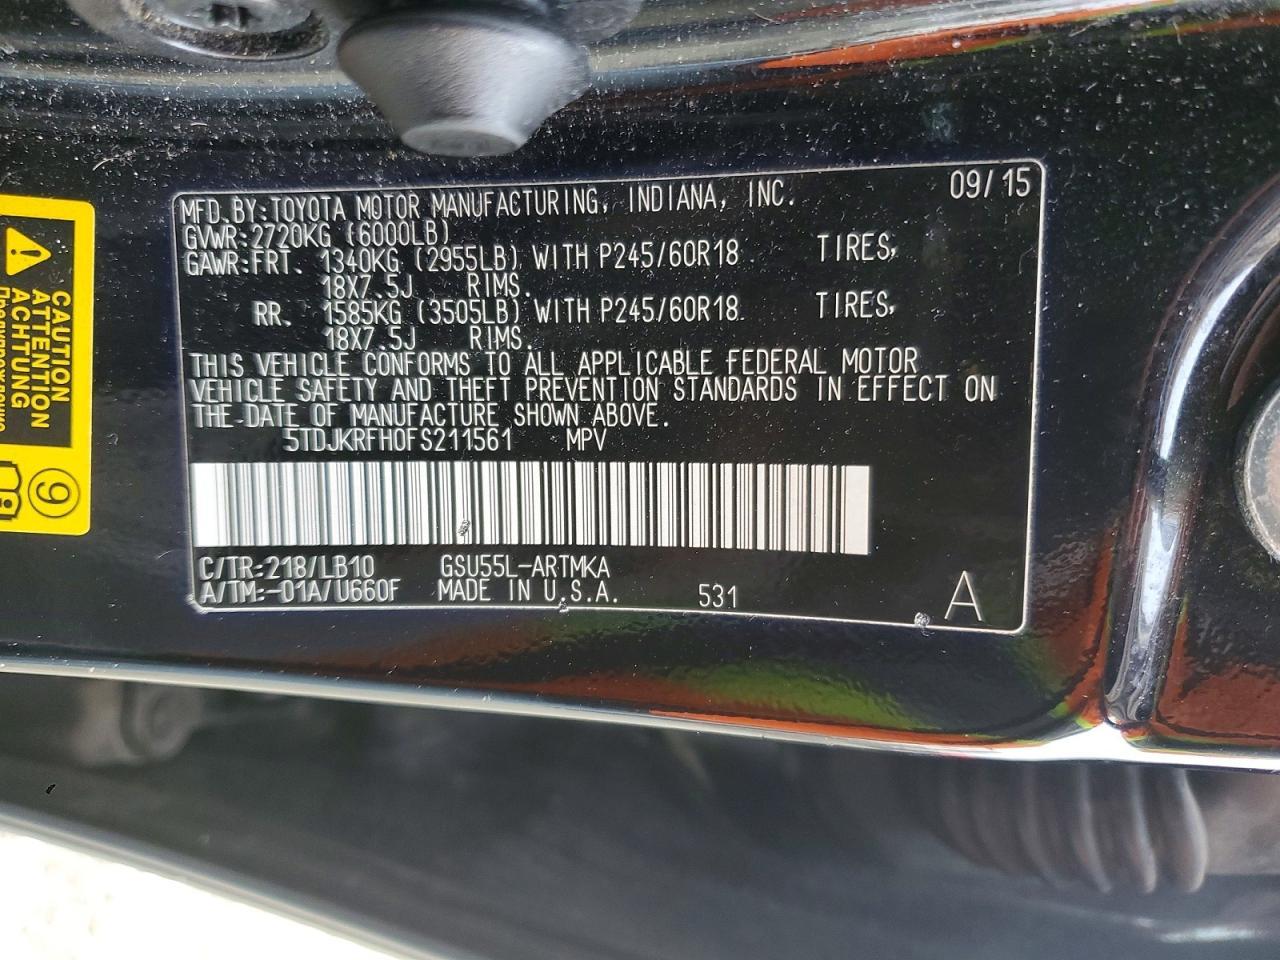 MFD. BY: TOYOTA MOTOR MANUFACTURING, INDIANA, INC. 09/15
GVWR: 2720KG (6000LB)
GAWR: FRT. 1340KG (2955LB) WITH P245/60R18 TIRES,
18X7.5J RIMS.
RR. 1585KG (3505LB) WITH P245/60R18 TIRES,
18X7.5J RIMS.
THIS VEHICLE CONFORMS TO ALL APPLICABLE FEDERAL MOTOR
VEHICLE SAFETY AND THEFT PREVENTION STANDARDS IN EFFECT ON
THE DATE OF MANUFACTURE SHOWN ABOVE.
5TDJKRFH0FS211561 MPV
C/TR: 218/LB10 GSU55L-ARTMKA
A/TM: -01A/U660F MADE IN U.S.A. 531 A
CAUTION
ATTENTION
ACHTUNG
9